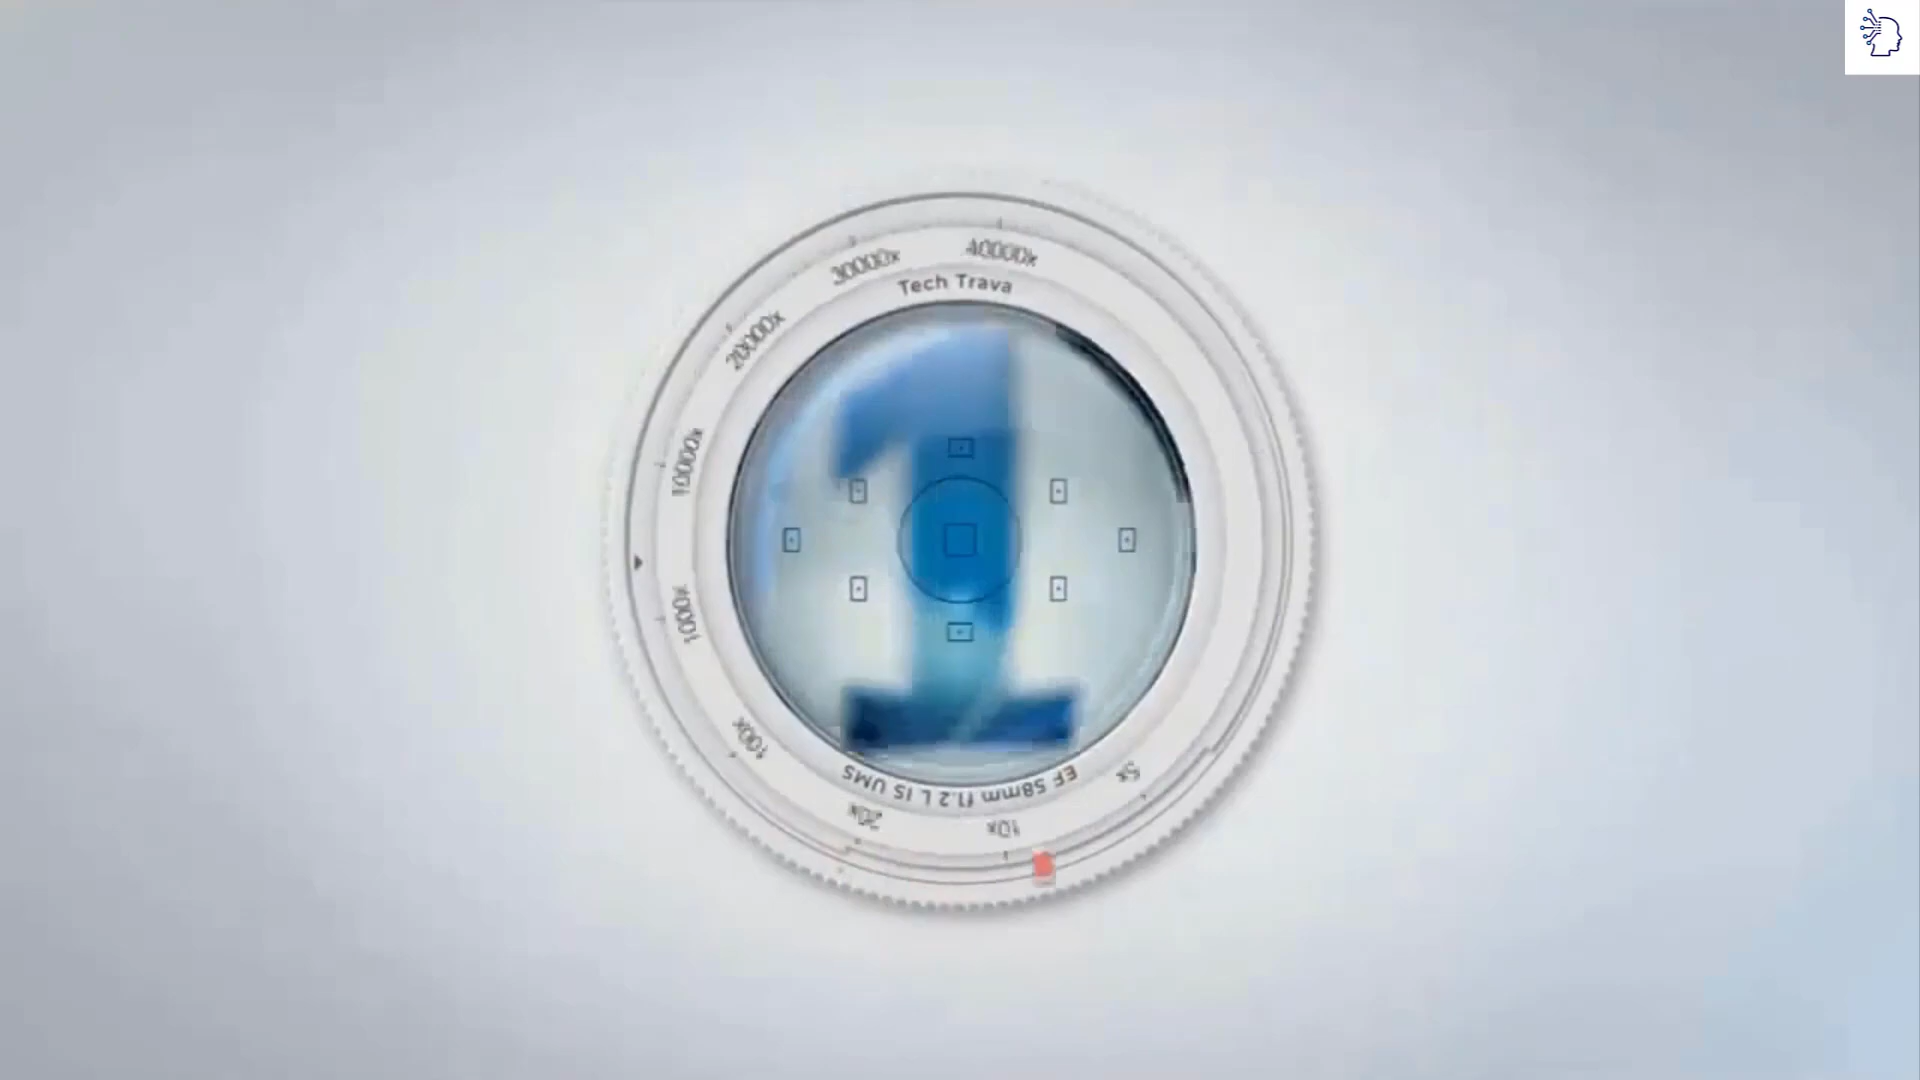 40000x
30000x
Tech Trava
20000x
10000x
1
1000x
100x
5x
EF 58mm f1.2 L IS UMS
20x
10x